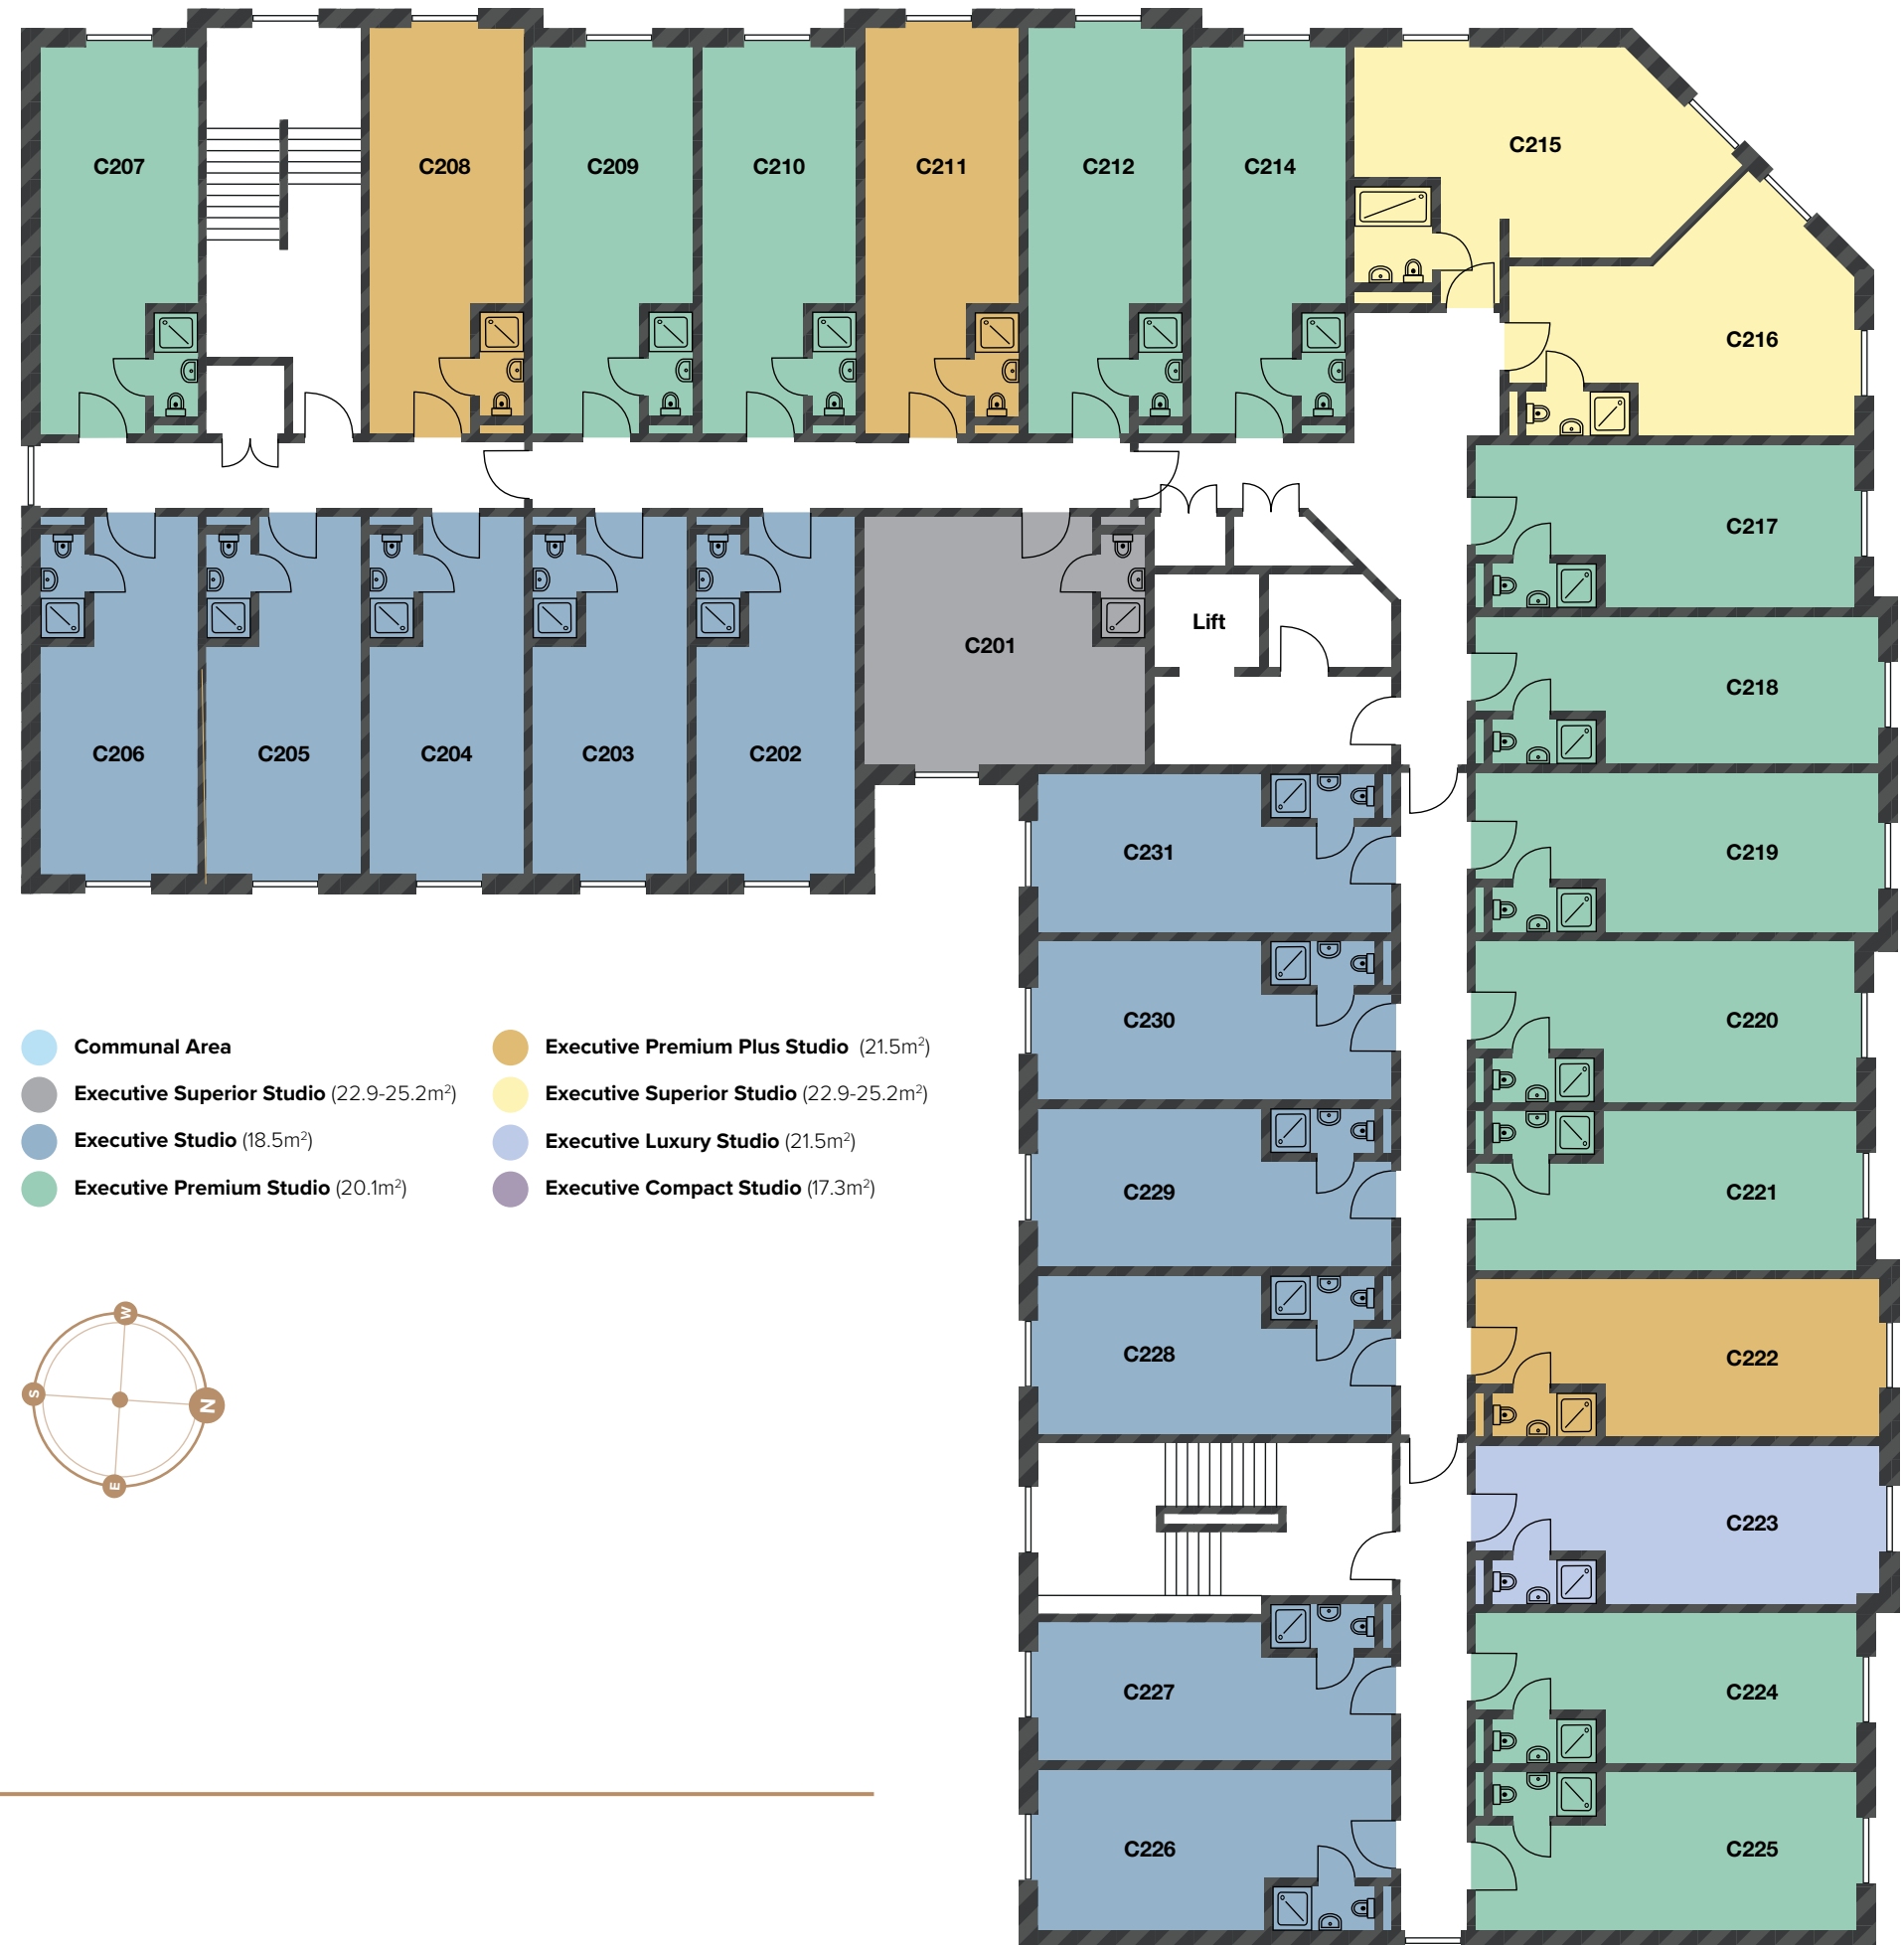 C207
C208
C209
C210
C211
C212
C214
C215
C216
C217
C218
C219
C220
C221
C222
C223
C224
C225
C206
C205
C204
C203
C202
C201
Lift
C231
C230
C229
C228
C227
C226
Communal Area
Executive Superior Studio (22.9-25.2m²)
Executive Studio (18.5m²)
Executive Premium Studio (20.1m²)
Executive Premium Plus Studio (21.5m²)
Executive Superior Studio (22.9-25.2m²)
Executive Luxury Studio (21.5m²)
Executive Compact Studio (17.3m²)
W
S
N
E